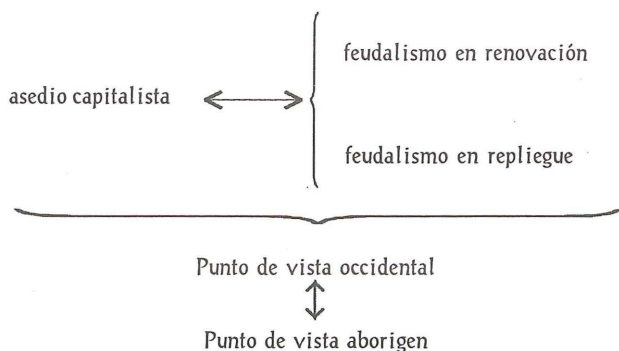 feudalismo en renovación
asedio capitalista
feudalismo en repliegue
Punto de vista occidental
Punto de vista aborigen